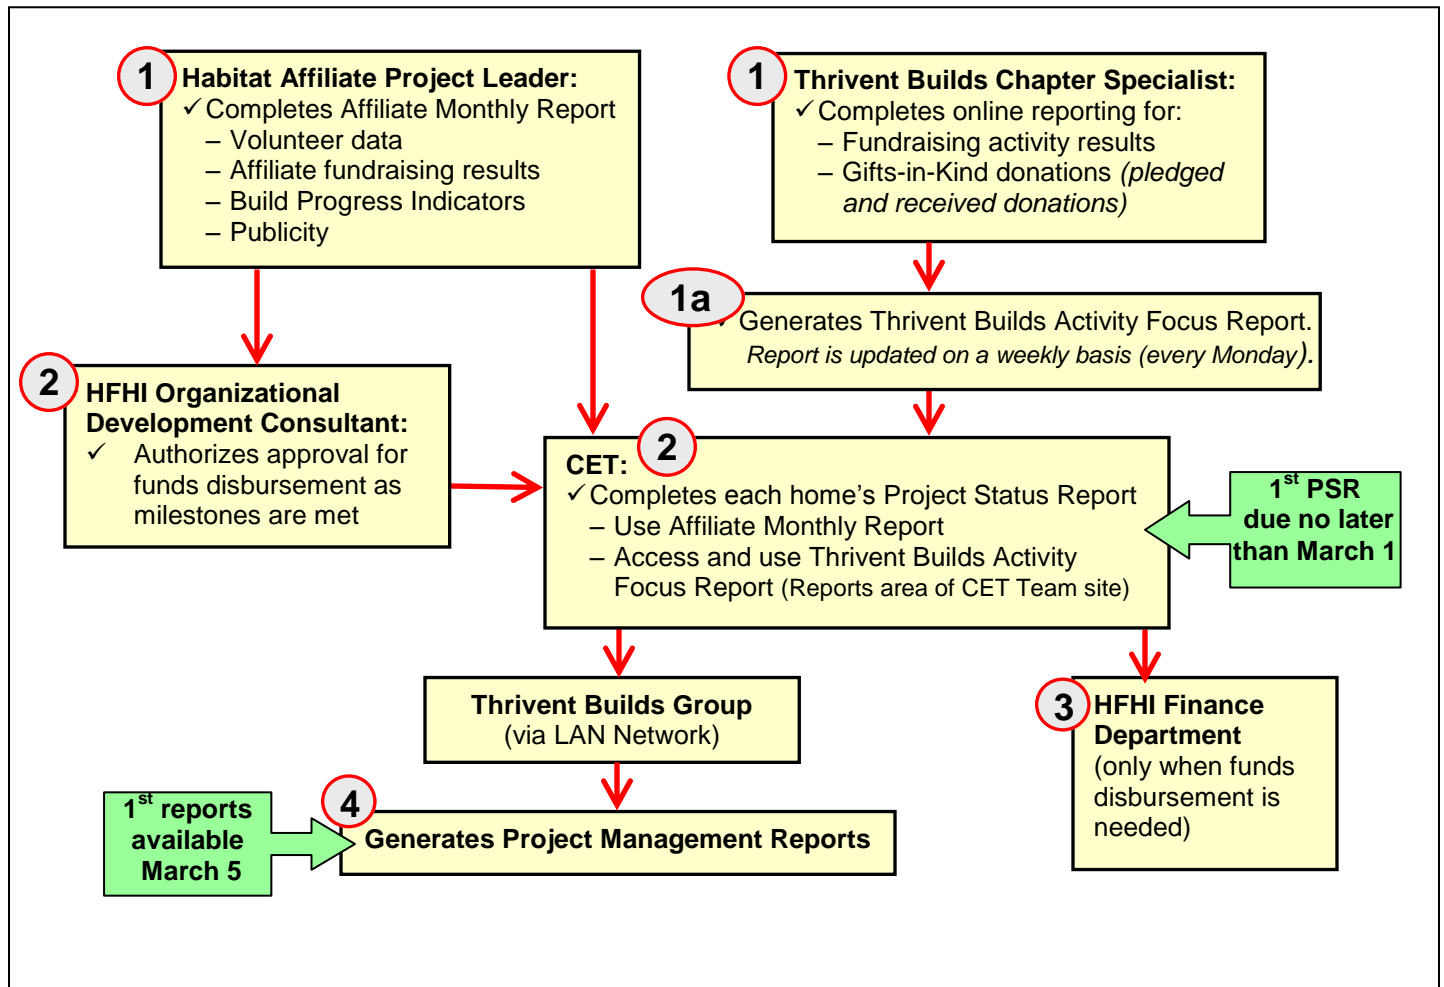 1
Habitat Affiliate Project Leader:
✓ Completes Affiliate Monthly Report
– Volunteer data
– Affiliate fundraising results
– Build Progress Indicators
– Publicity
1
Thrivent Builds Chapter Specialist:
✓ Completes online reporting for:
– Fundraising activity results
– Gifts-in-Kind donations (pledged
and received donations)
1a
✓ Generates Thrivent Builds Activity Focus Report.
Report is updated on a weekly basis (every Monday).
2
HFHI Organizational
Development Consultant:
✓ Authorizes approval for
funds disbursement as
milestones are met
2
CET:
✓ Completes each home’s Project Status Report
– Use Affiliate Monthly Report
– Access and use Thrivent Builds Activity
Focus Report (Reports area of CET Team site)
1st PSR
due no later
than March 1
Thrivent Builds Group
(via LAN Network)
3
HFHI Finance
Department
(only when funds
disbursement is
needed)
1st reports
available
March 5
4
Generates Project Management Reports